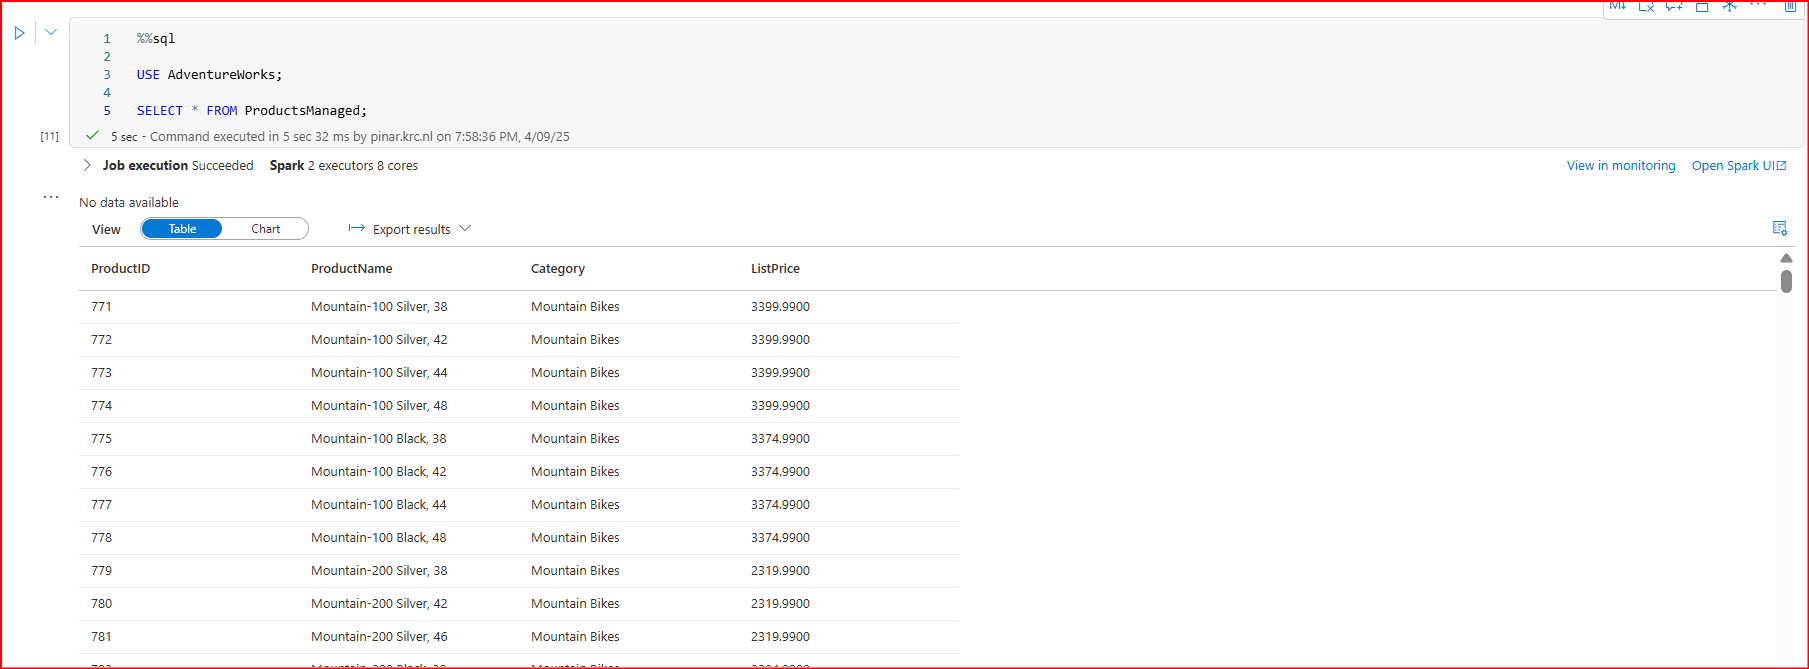 M↓
1 %%sql
2
3 USE AdventureWorks;
4
5 SELECT * FROM ProductsManaged;
[11] 5 sec - Command executed in 5 sec 32 ms by pinar.krc.nl on 7:58:36 PM, 4/09/25
Job execution Succeeded Spark 2 executors 8 cores View in monitoring Open Spark UI
No data available
View Table Chart Export results
ProductID ProductName Category ListPrice
771 Mountain-100 Silver, 38 Mountain Bikes 3399.9900
772 Mountain-100 Silver, 42 Mountain Bikes 3399.9900
773 Mountain-100 Silver, 44 Mountain Bikes 3399.9900
774 Mountain-100 Silver, 48 Mountain Bikes 3399.9900
775 Mountain-100 Black, 38 Mountain Bikes 3374.9900
776 Mountain-100 Black, 42 Mountain Bikes 3374.9900
777 Mountain-100 Black, 44 Mountain Bikes 3374.9900
778 Mountain-100 Black, 48 Mountain Bikes 3374.9900
779 Mountain-200 Silver, 38 Mountain Bikes 2319.9900
780 Mountain-200 Silver, 42 Mountain Bikes 2319.9900
781 Mountain-200 Silver, 46 Mountain Bikes 2319.9900